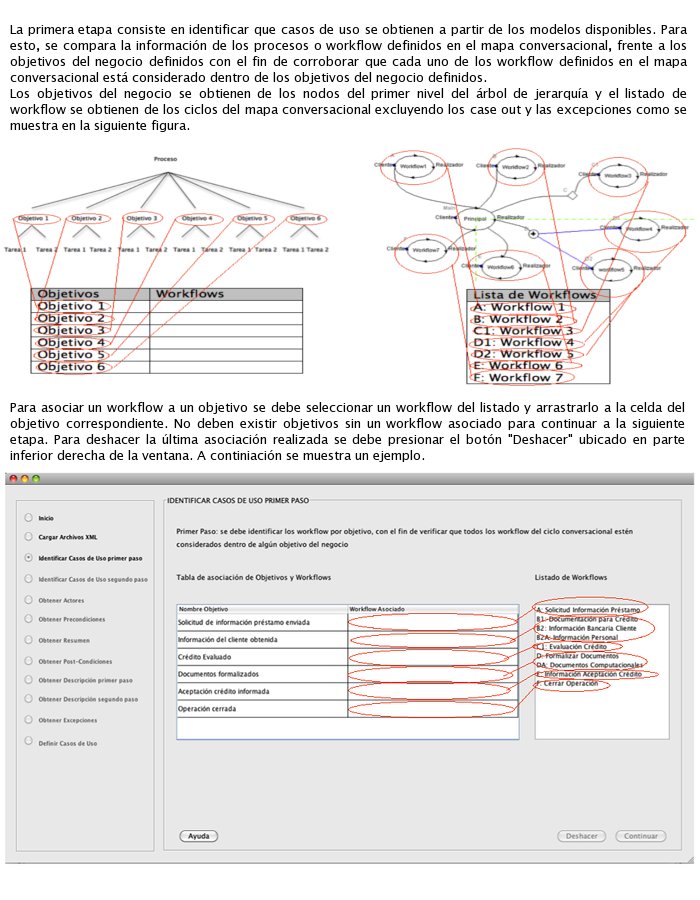 La primera etapa consiste en identificar que casos de uso se obtienen a partir de los modelos disponibles. Para
esto, se compara la información de los procesos o workflow definidos en el mapa conversacional, frente a los
objetivos del negocio definidos con el fin de corroborar que cada uno de los workflow definidos en el mapa
conversacional está considerado dentro de los objetivos del negocio definidos.
Los objetivos del negocio se obtienen de los nodos del primer nivel del árbol de jerarquía y el listado de
workflow se obtienen de los ciclos del mapa conversacional excluyendo los case out y las excepciones como se
muestra en la siguiente figura.
Proceso
Objetivo 1 Objetivo 2 Objetivo 3 Objetivo 4 Objetivo 5 Objetivo 6
Tarea 1 Tarea 2 Tarea 1 Tarea 2 Tarea 1 Tarea 2 Tarea 1 Tarea 2 Tarea 1 Tarea 2 Tarea 1 Tarea 2
Objetivos Workflows
Objetivo 1
Objetivo 2
Objetivo 3
Objetivo 4
Objetivo 5
Objetivo 6
Cliente Workflow1 Realizador
Cliente Workflow2 Realizador
Cliente Workflow3 Realizador
Main
Cliente Principal Realizador
Cliente Workflow4 Realizador
Cliente Workflow7 Realizador
Cliente Workflow6 Realizador
Cliente workflow5 Realizador
Lista de Workflows
A: Workflow 1
B: Workflow 2
C1: Workflow 3
D1: Workflow 4
D2: Workflow 5
E: Workflow 6
F: Workflow 7
Para asociar un workflow a un objetivo se debe seleccionar un workflow del listado y arrastrarlo a la celda del
objetivo correspondiente. No deben existir objetivos sin un workflow asociado para continuar a la siguiente
etapa. Para deshacer la última asociación realizada se debe presionar el botón "Deshacer" ubicado en parte
inferior derecha de la ventana. A continiación se muestra un ejemplo.
Inicio
Cargar Archivos XML
Identificar Casos de Uso primer paso
Identificar Casos de Uso segundo paso
Obtener Actores
Obtener Precondiciones
Obtener Resumen
Obtener Post-Condiciones
Obtener Descripción primer paso
Obtener Descripción segundo paso
Obtener Excepciones
Definir Casos de Uso
IDENTIFICAR CASOS DE USO PRIMER PASO
Primer Paso: se debe identificar los workflow por objetivo, con el fin de verificar que todos los workflow del ciclo conversacional estén
considerados dentro de algún objetivo del negocio
Tabla de asociación de Objetivos y Workflows
Nombre Objetivo Workflow Asociado
Solicitud de información préstamo enviada
Información del cliente obtenida
Crédito Evaluado
Documentos formalizados
Aceptación crédito informada
Operación cerrada
Listado de Workflows
A: Solicitud Información Préstamo
B1: Documentación para Crédito
B2: Información Bancaria Cliente
B2A: Información Personal
C1: Evaluación Crédito
D: Formalizar Documentos
DA: Documentos Computacionales
E: Información Aceptación Crédito
F: Cerrar Operación
Ayuda
Deshacer
Continuar